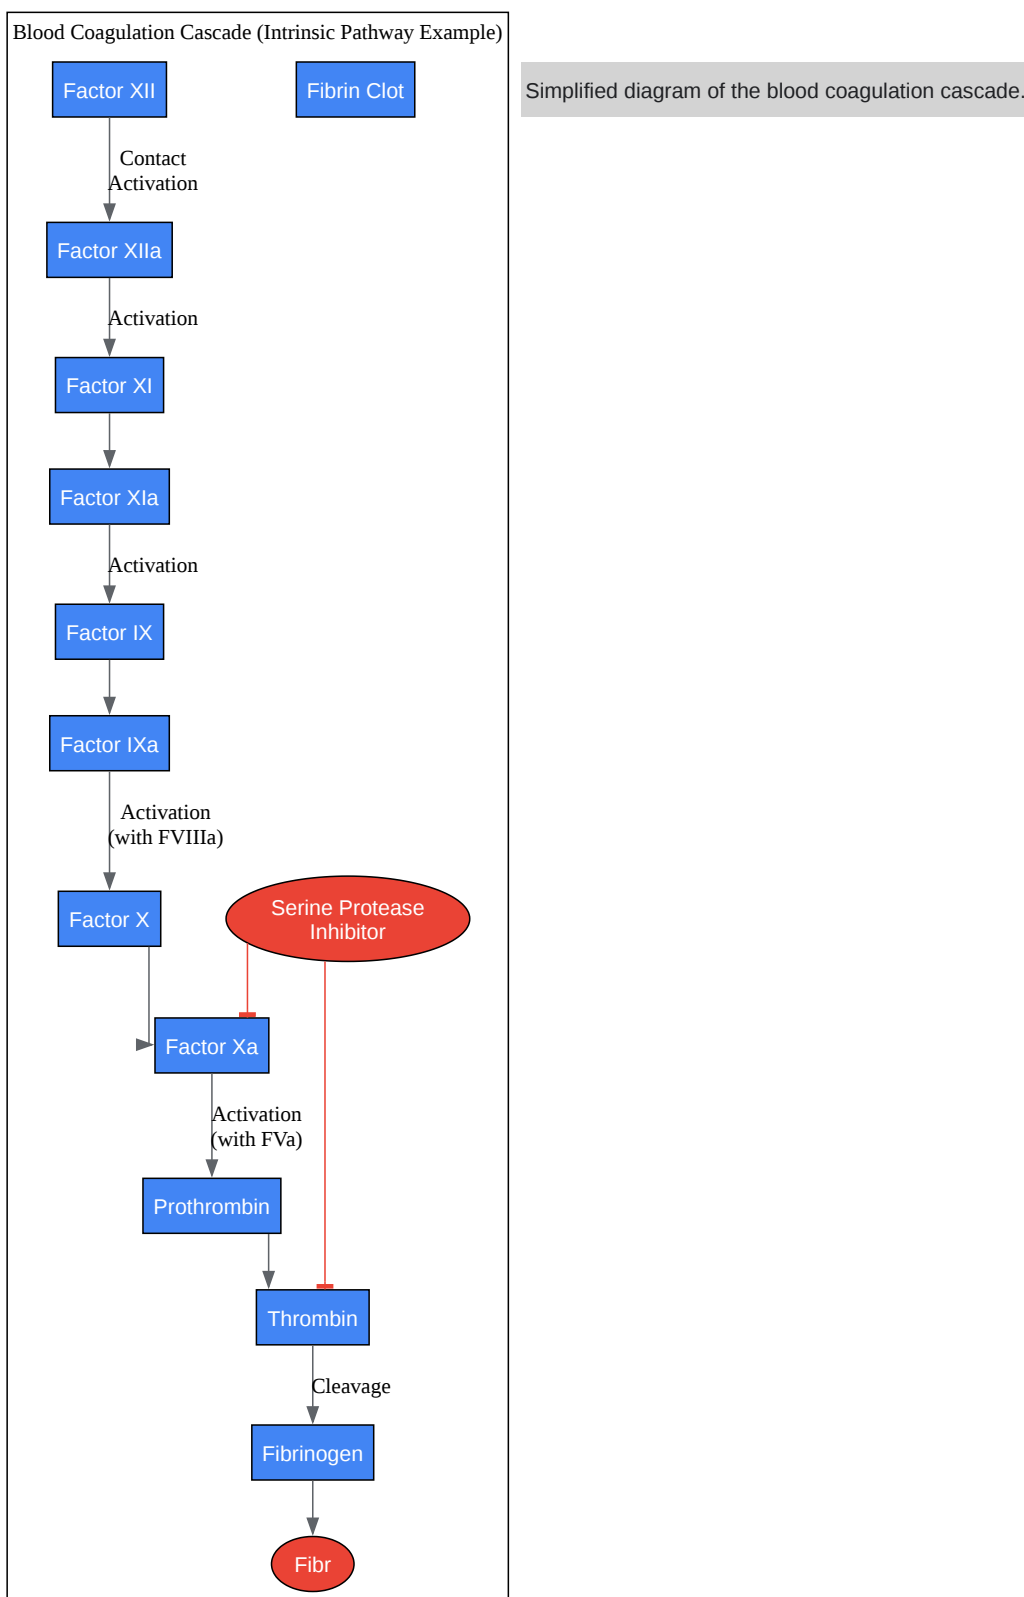 Blood Coagulation Cascade (Intrinsic Pathway Example)
Factor XII
Fibrin Clot
Simplified diagram of the blood coagulation cascade.
Contact
Activation
Factor XIIa
Activation
Factor XI
Factor XIa
Activation
Factor IX
Factor IXa
Activation
(with FVIIIa)
Factor X
Serine Protease
Inhibitor
Factor Xa
Activation
(with FVa)
Prothrombin
Thrombin
Cleavage
Fibrinogen
Fibr